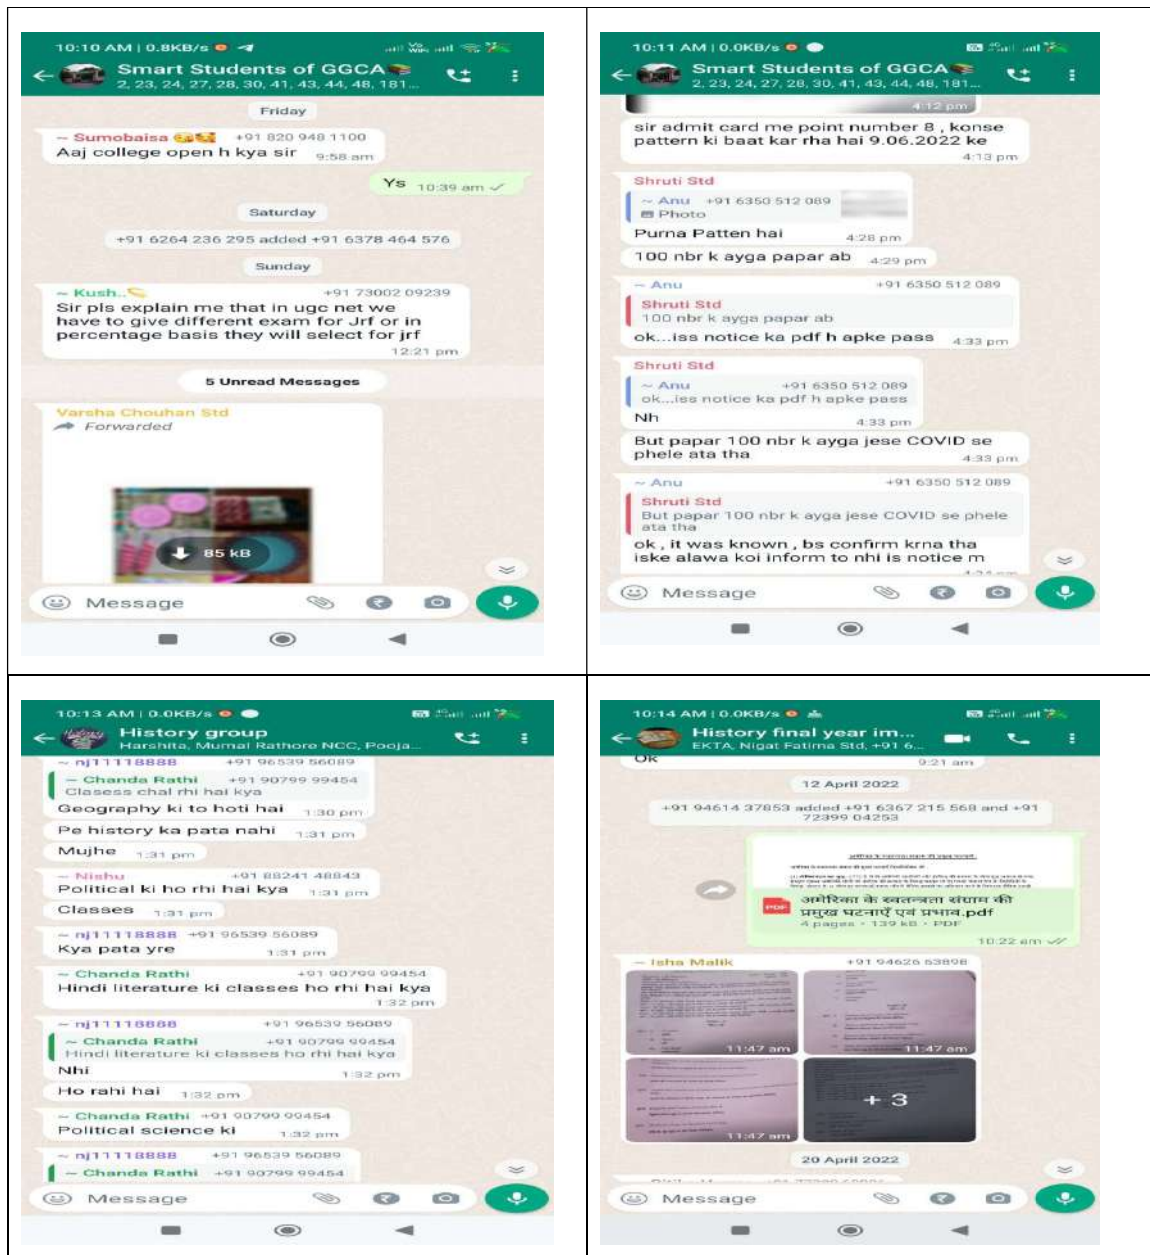 10:10 AM | 0.8KB/s
Smart Students of GGCA
2, 23, 24, 27, 28, 30, 41, 43, 44, 48, 181...
Friday
~ Sumobaisa +91 820 948 1100
Aaj college open h kya sir 9:58 am
Ys 10:39 am
Saturday
+91 6264 236 295 added +91 6378 464 576
Sunday
~ Kush.. +91 73002 09239
Sir pls explain me that in ugc net we
have to give different exam for Jrf or in
percentage basis they will select for jrf
12:21 pm
5 Unread Messages
Varsha Chouhan Std
Forwarded
85 kB
Message
10:11 AM | 0.0KB/s
Smart Students of GGCA
2, 23, 24, 27, 28, 30, 41, 43, 44, 48, 181...
4:12 pm
sir admit card me point number 8 , konse
pattern ki baat kar rha hai 9.06.2022 ke
4:13 pm
Shruti Std
~ Anu +91 6350 512 089
Photo
Purna Patten hai 4:28 pm
100 nbr k ayga papar ab 4:29 pm
~ Anu +91 6350 512 089
Shruti Std
100 nbr k ayga papar ab
ok...iss notice ka pdf h apke pass 4:33 pm
Shruti Std
~ Anu +91 6350 512 089
ok...iss notice ka pdf h apke pass
Nh 4:33 pm
But papar 100 nbr k ayga jese COVID se
phele ata tha 4:33 pm
~ Anu +91 6350 512 089
Shruti Std
But papar 100 nbr k ayga jese COVID se phele
ata tha
ok , it was known , bs confirm krna tha
iske alawa koi inform to nhi is notice m
Message
10:13 AM | 0.0KB/s
History group
Harshita, Mumal Rathore NCC, Pooja...
~ nj11118888 +91 96539 56089
~ Chanda Rathi +91 90799 99454
Clasess chal rhi hai kya
Geography ki to hoti hai 1:30 pm
Pe history ka pata nahi 1:31 pm
Mujhe 1:31 pm
~ Nishu +91 88241 48843
Political ki ho rhi hai kya 1:31 pm
Classes 1:31 pm
~ nj11118888 +91 96539 56089
Kya pata yre 1:31 pm
~ Chanda Rathi +91 90799 99454
Hindi literature ki classes ho rhi hai kya
1:32 pm
~ nj11118888 +91 96539 56089
~ Chanda Rathi +91 90799 99454
Hindi literature ki classes ho rhi hai kya
Nhi 1:32 pm
Ho rahi hai 1:32 pm
~ Chanda Rathi +91 90799 99454
Political science ki 1:32 pm
~ nj11118888 +91 96539 56089
~ Chanda Rathi +91 90799 99454
Message
10:14 AM | 0.0KB/s
History final year im...
EKTA, Nigat Fatima Std, +91 6...
Ok 9:21 am
12 April 2022
+91 94614 37853 added +91 6367 215 568 and +91
72399 04253
PDF
अमेरिका के स्वतन्त्रता संग्राम की
प्रमुख घटनाएँ एवं प्रभाव.pdf
4 pages • 139 kB • PDF
10:22 am
~ Isha Malik +91 94626 53898
11:47 am 11:47 am
11:47 am + 3
20 April 2022
Message